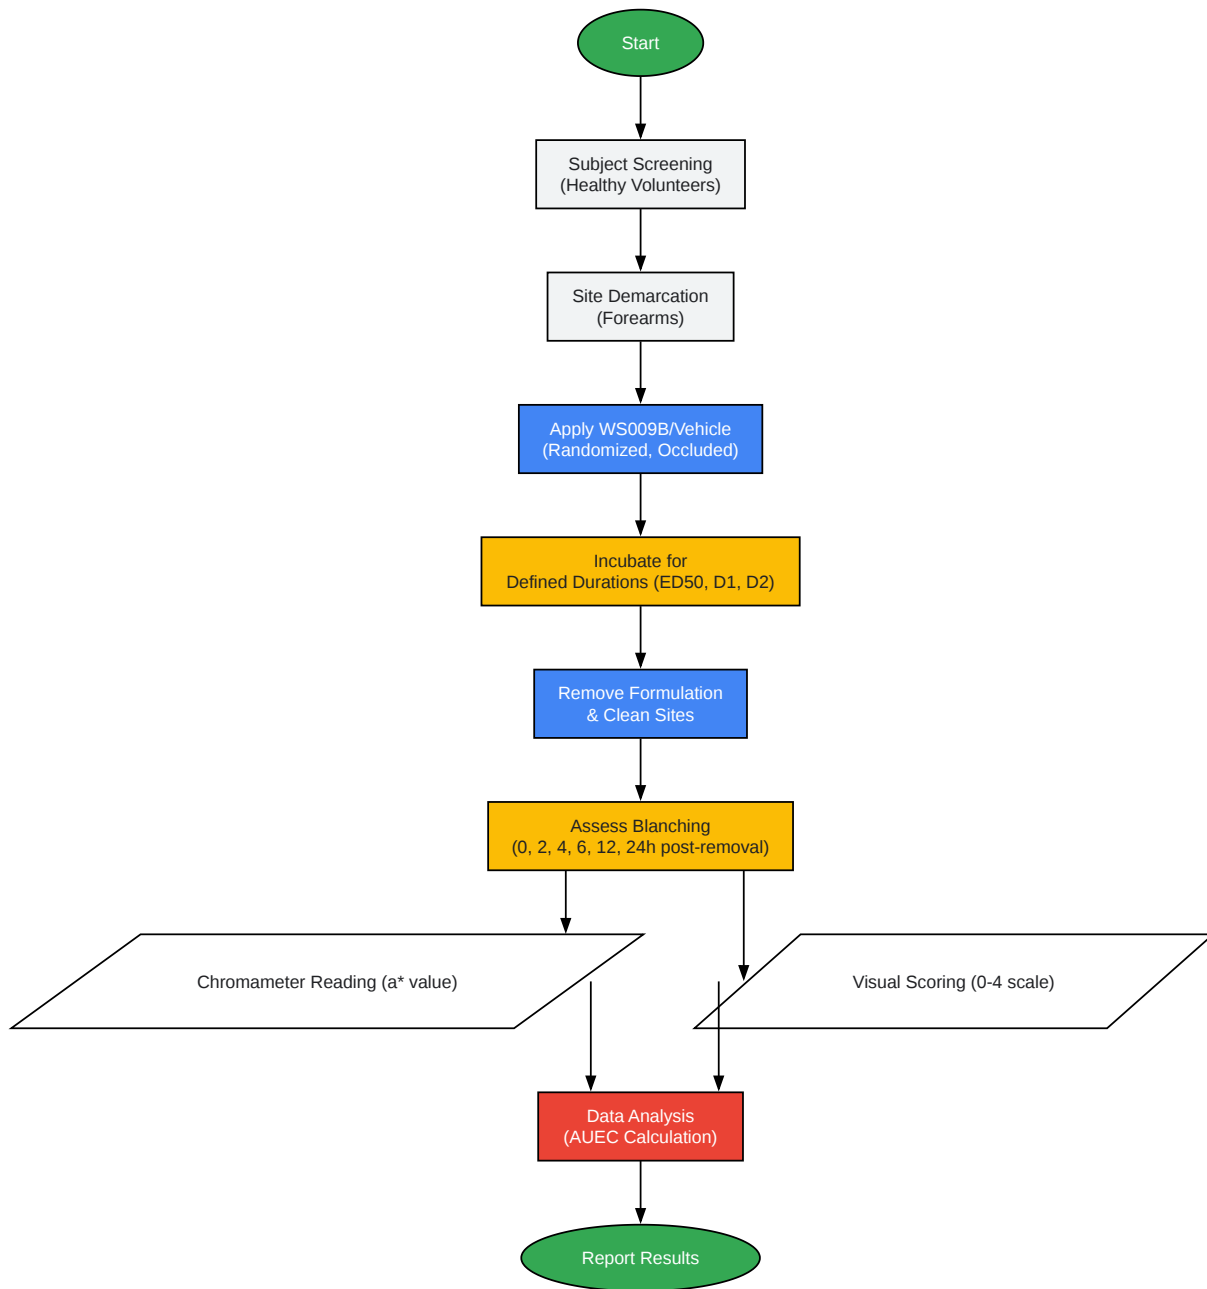 Start
Subject Screening
(Healthy Volunteers)
Site Demarcation
(Forearms)
Apply WS009B/Vehicle
(Randomized, Occluded)
Incubate for
Defined Durations (ED50, D1, D2)
Remove Formulation
& Clean Sites
Assess Blanching
(0, 2, 4, 6, 12, 24h post-removal)
Chromameter Reading (a* value)
Visual Scoring (0-4 scale)
Data Analysis
(AUEC Calculation)
Report Results